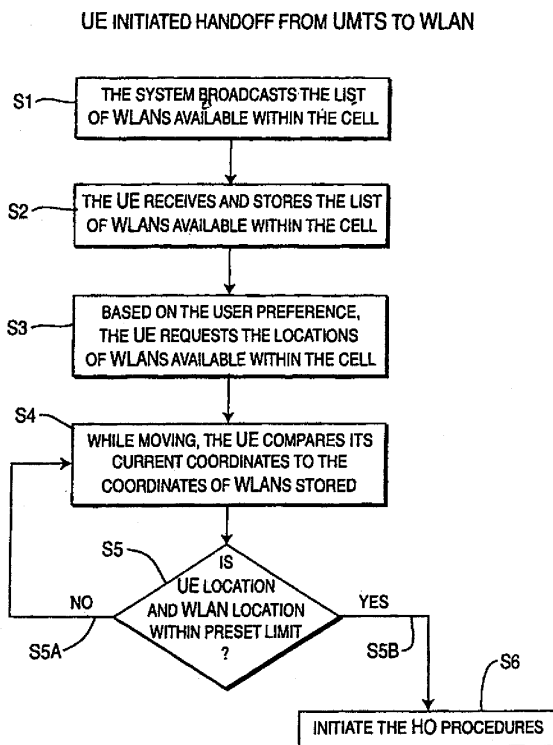 UE INITIATED HANDOFF FROM UMTS TO WLAN
S1
THE SYSTEM BROADCASTS THE LIST
OF WLANS AVAILABLE WITHIN THE CELL
S2
THE UE RECEIVES AND STORES THE LIST
OF WLANS AVAILABLE WITHIN THE CELL
S3
BASED ON THE USER PREFERENCE,
THE UE REQUESTS THE LOCATIONS
OF WLANS AVAILABLE WITHIN THE CELL
S4
WHILE MOVING, THE UE COMPARES ITS
CURRENT COORDINATES TO THE
COORDINATES OF WLANS STORED
S5
IS
UE LOCATION
AND WLAN LOCATION
WITHIN PRESET LIMIT
?
NO
S5A
YES
S5B
S6
INITIATE THE HO PROCEDURES